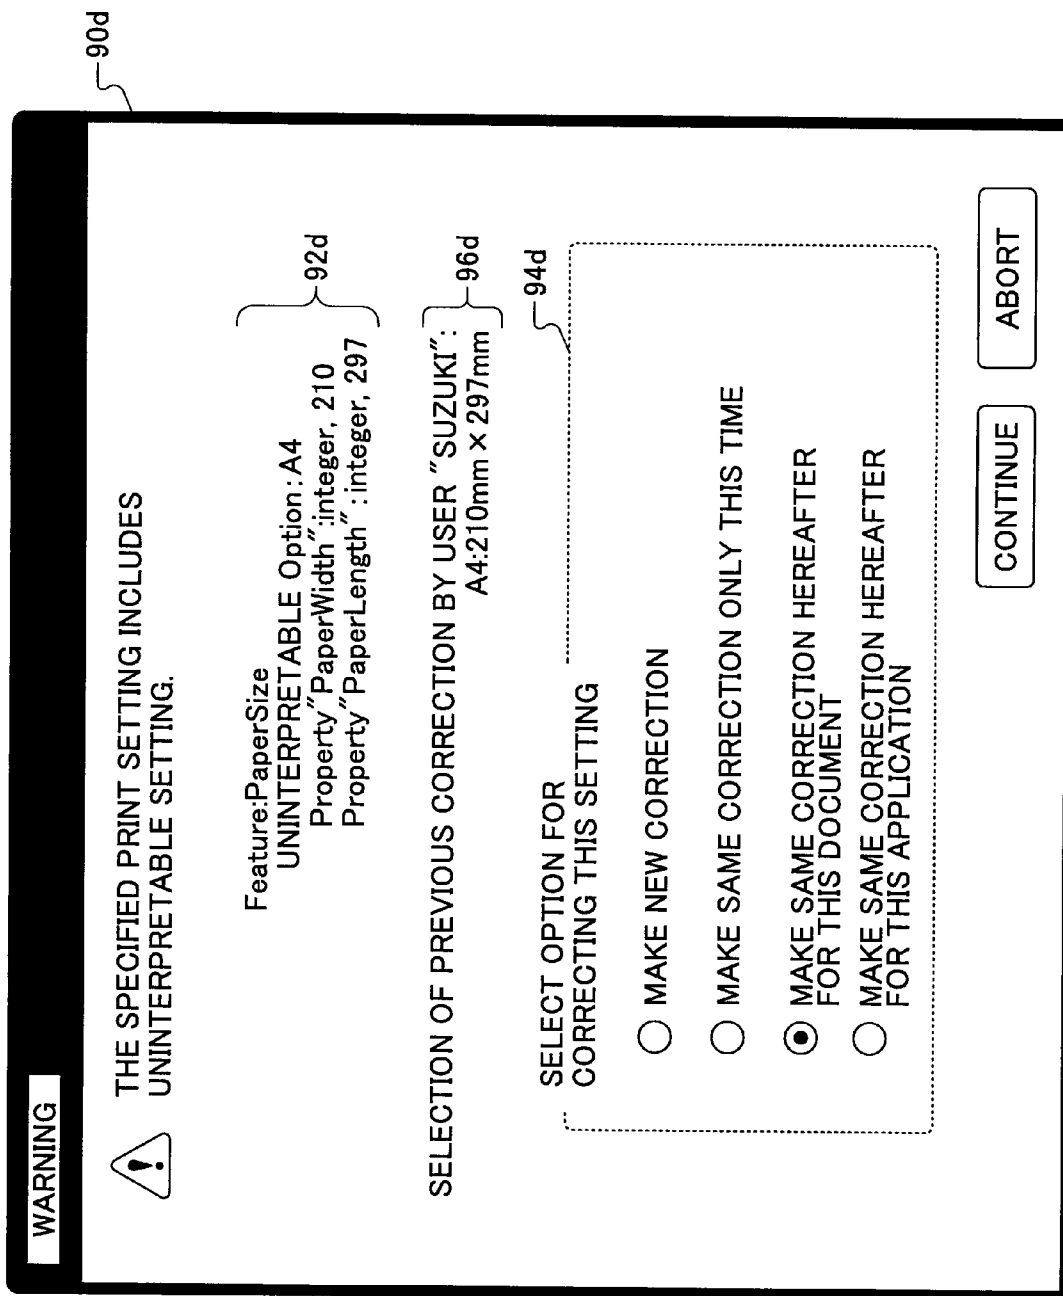 WARNING
90d
THE SPECIFIED PRINT SETTING INCLUDES
UNINTERPRETABLE SETTING.
Feature:PaperSize
UNINTERPRETABLE Option : A4
Property"PaperWidth":integer, 210
Property"PaperLength" : integer, 297
92d
SELECTION OF PREVIOUS CORRECTION BY USER "SUZUKI":
A4:210mm × 297mm
96d
94d
SELECT OPTION FOR
CORRECTING THIS SETTING
MAKE NEW CORRECTION
MAKE SAME CORRECTION ONLY THIS TIME
MAKE SAME CORRECTION HEREAFTER
FOR THIS DOCUMENT
MAKE SAME CORRECTION HEREAFTER
FOR THIS APPLICATION
CONTINUE
ABORT